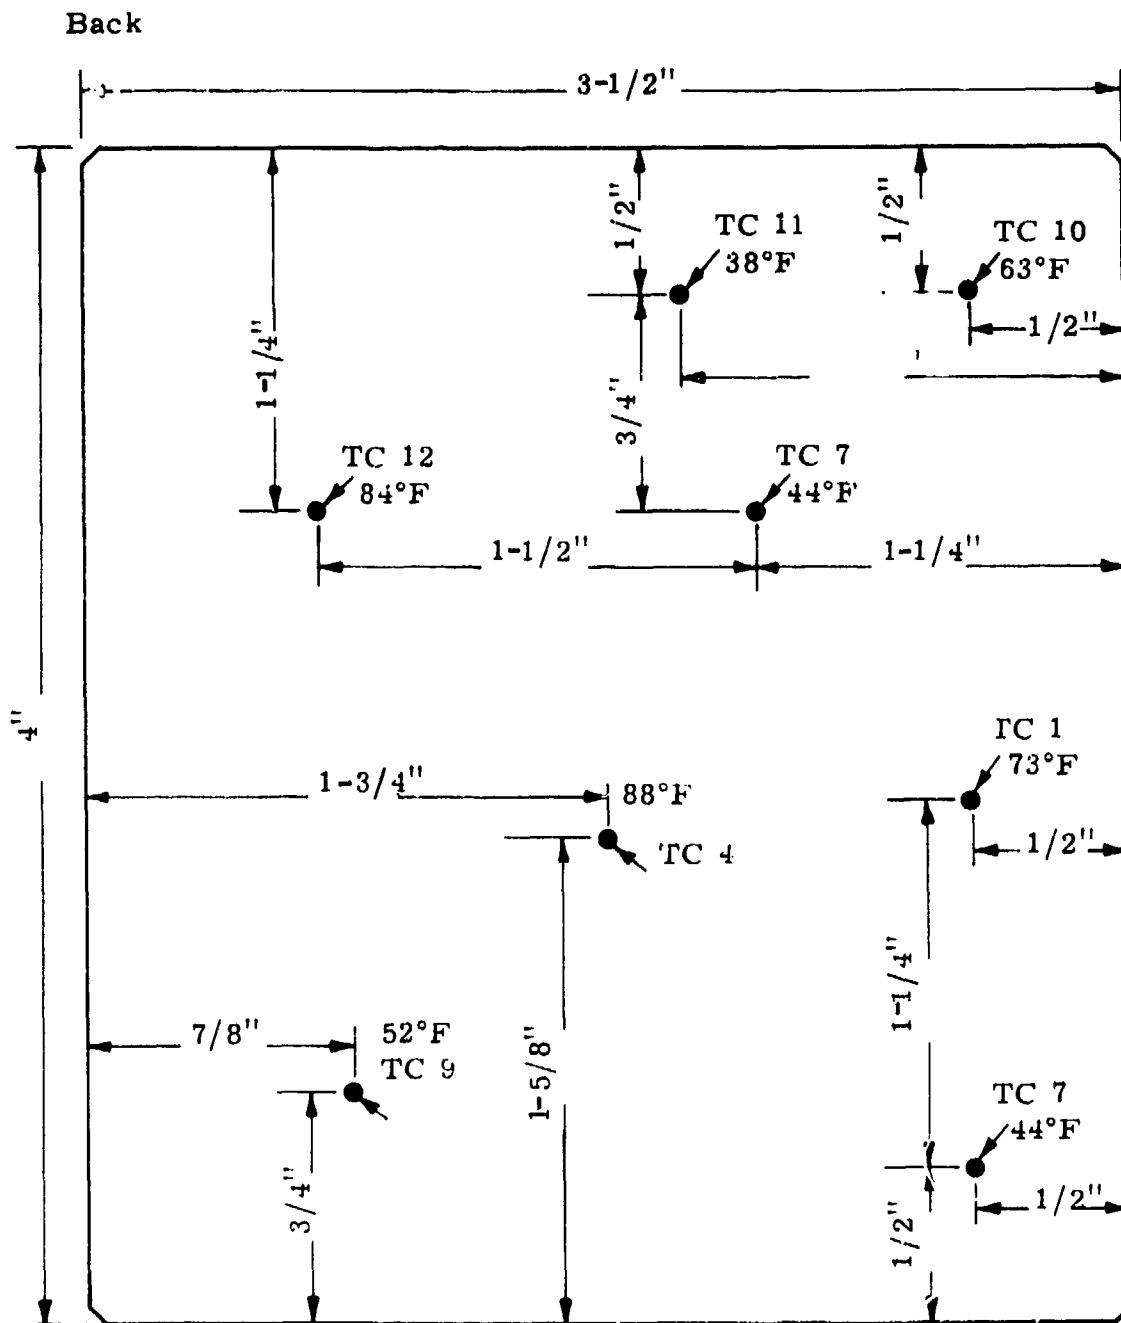 Back
3-1/2"
1/2"
1/2"
TC 11
38°F
TC 10
63°F
1/2"
1-1/4"
3/4"
TC 12
84°F
TC 7
44°F
1-1/2"
1-1/4"
4"
TC 1
73°F
1-3/4"
88°F
TC 4
1/2"
1-1/4"
7/8"
52°F
TC 9
1-5/8"
TC 7
44°F
3/4"
1/2"
1/2"